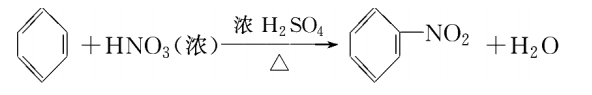 浓 H₂SO₄
+HNO₃(浓) → —NO₂ +H₂O
△